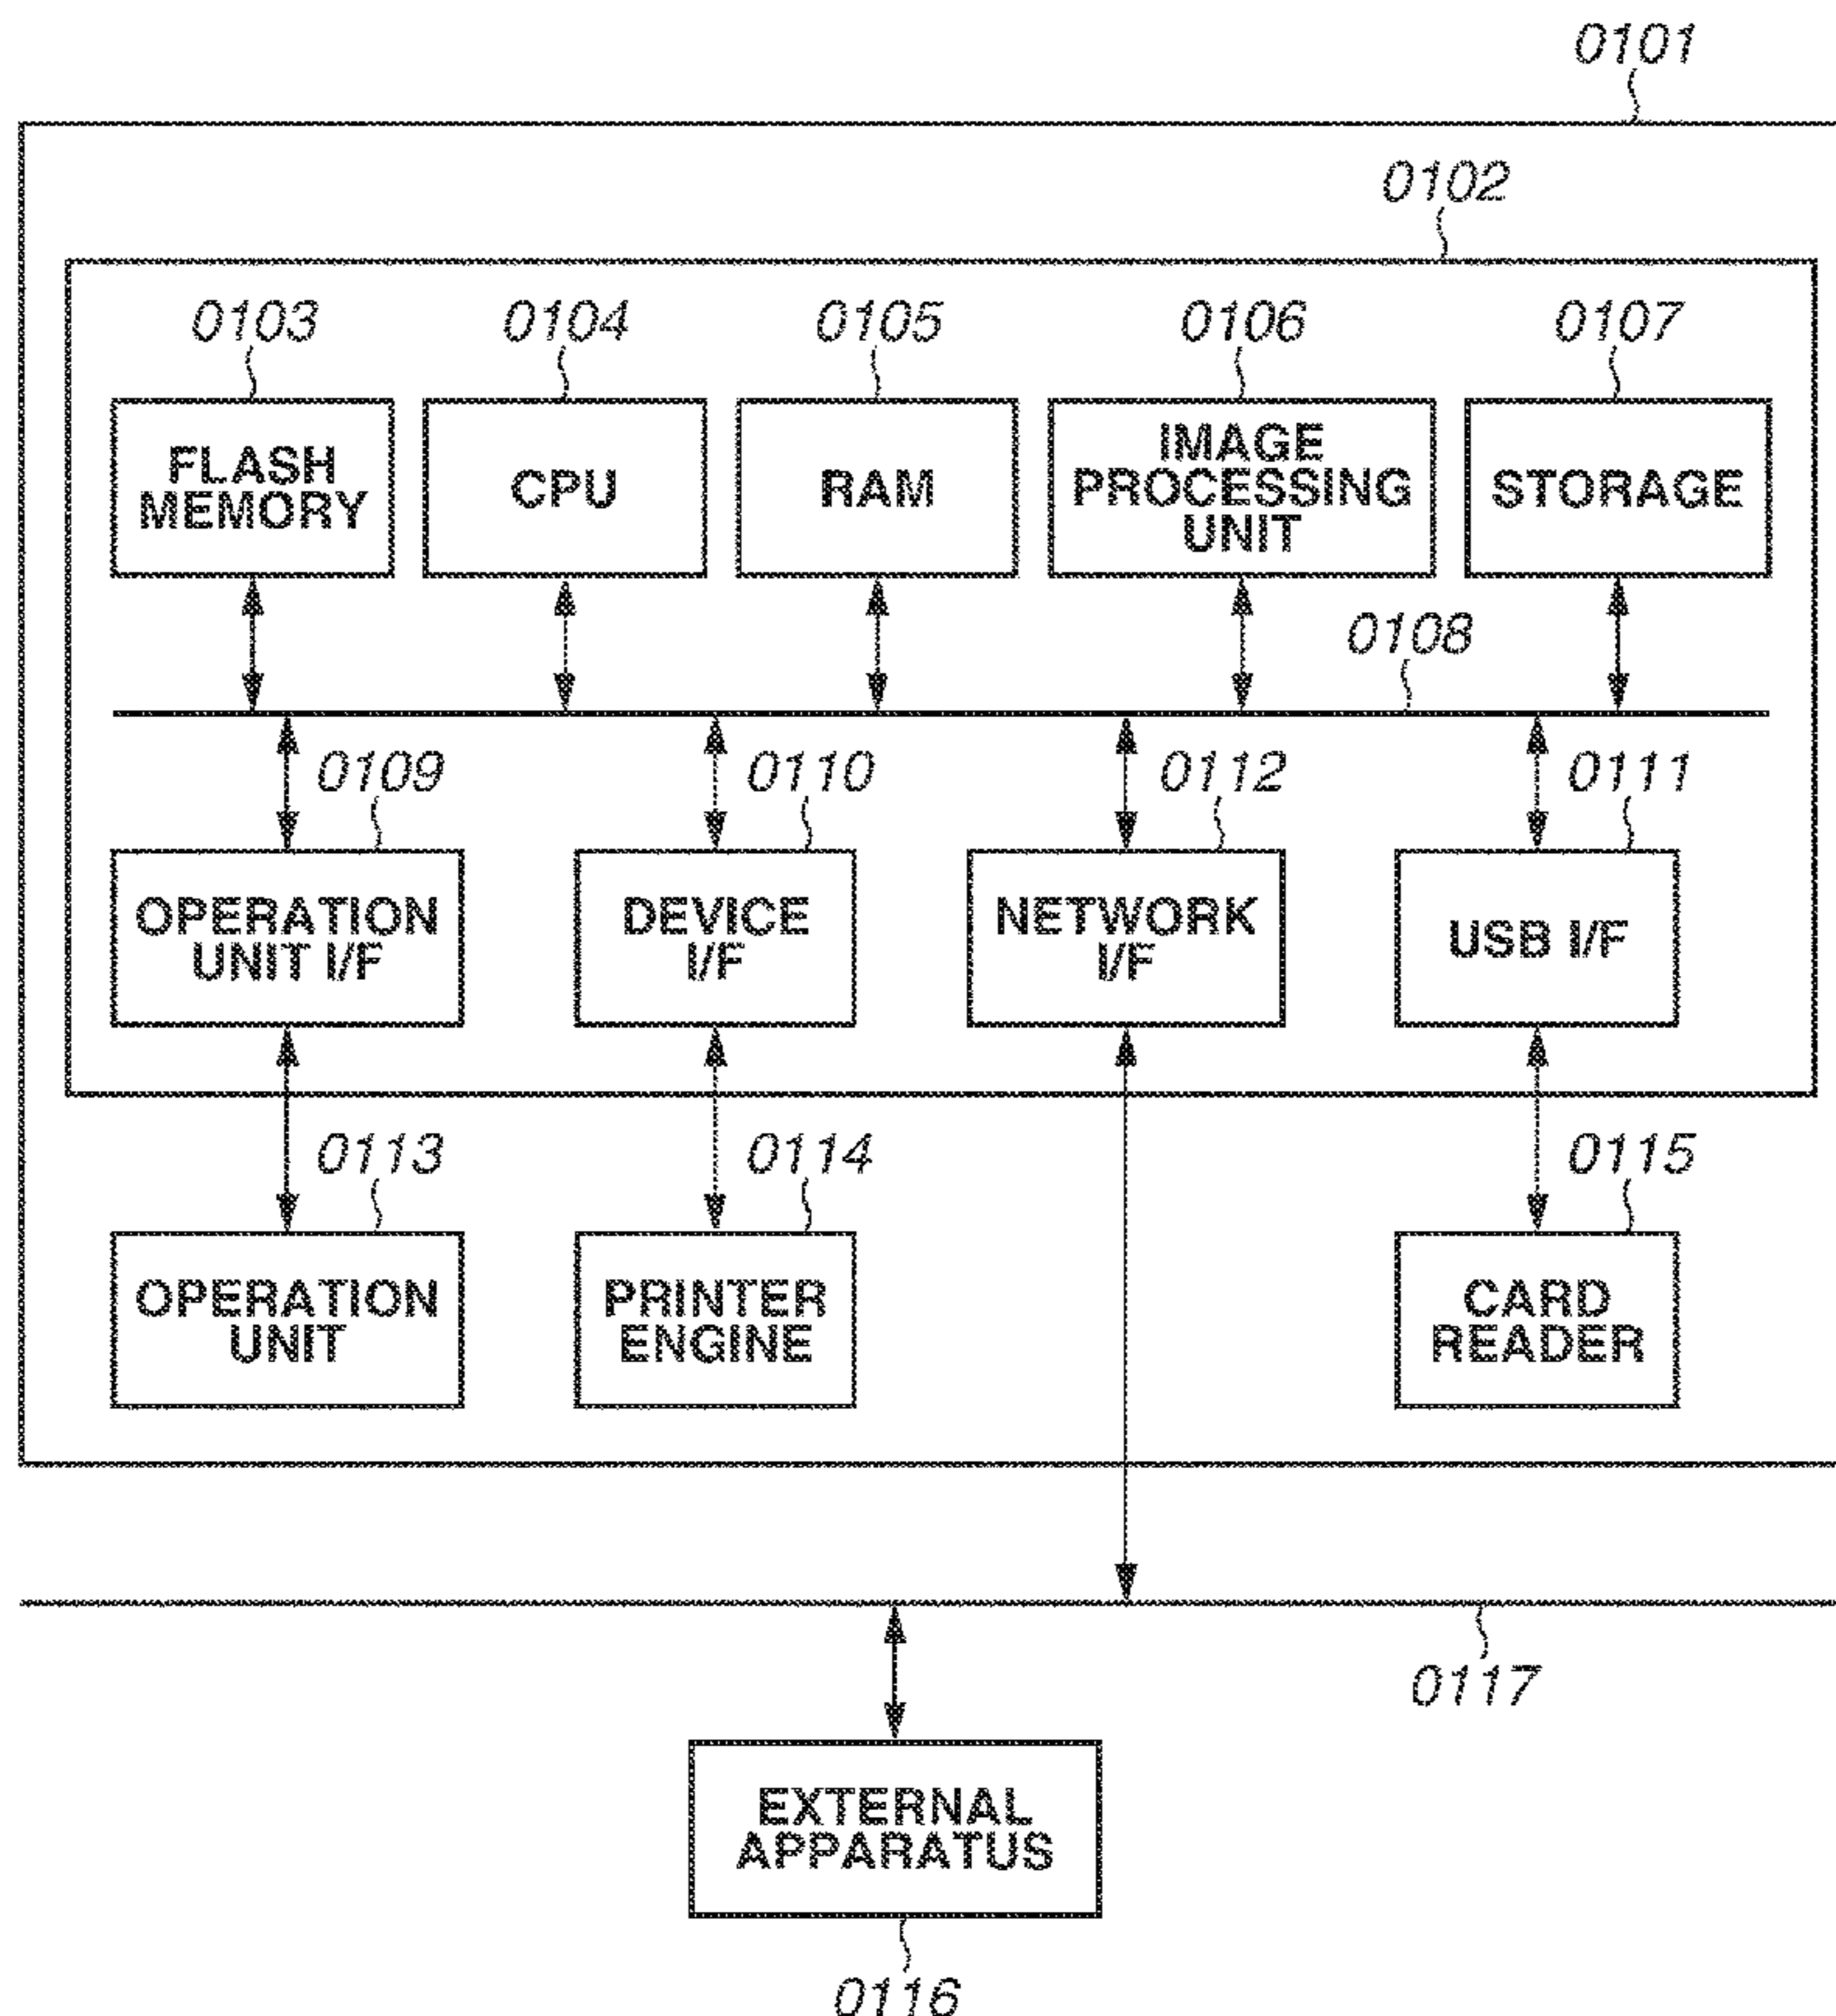 0101
0102
0103
0104
0105
0106
0107
FLASH
MEMORY
CPU
RAM
IMAGE
PROCESSING
UNIT
STORAGE
0108
0109
0110
0112
0111
OPERATION
UNIT I/F
DEVICE
I/F
NETWORK
I/F
USB I/F
0113
0114
0115
OPERATION
UNIT
PRINTER
ENGINE
CARD
READER
0117
EXTERNAL
APPARATUS
0116